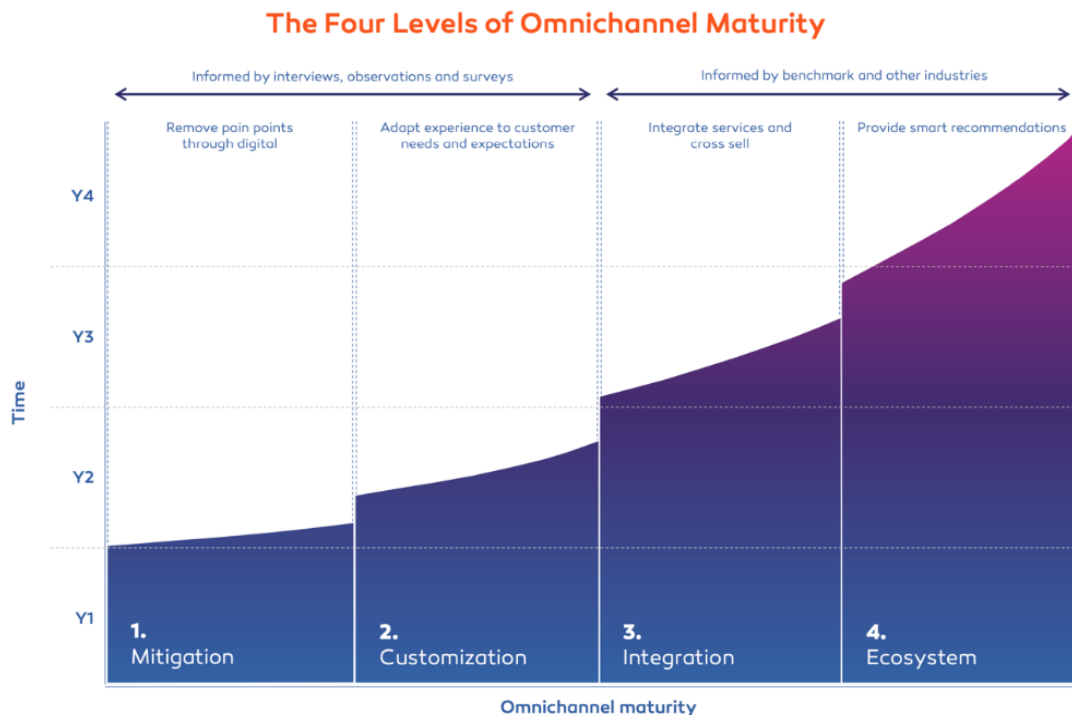 The Four Levels of Omnichannel Maturity
Informed by interviews, observations and surveys
Informed by benchmark and other industries
Remove pain points
through digital
Adapt experience to customer
needs and expectations
Integrate services and
cross sell
Provide smart recommendations
Y4
Y3
Y2
Y1
Time
1.
Mitigation
2.
Customization
3.
Integration
4.
Ecosystem
Omnichannel maturity